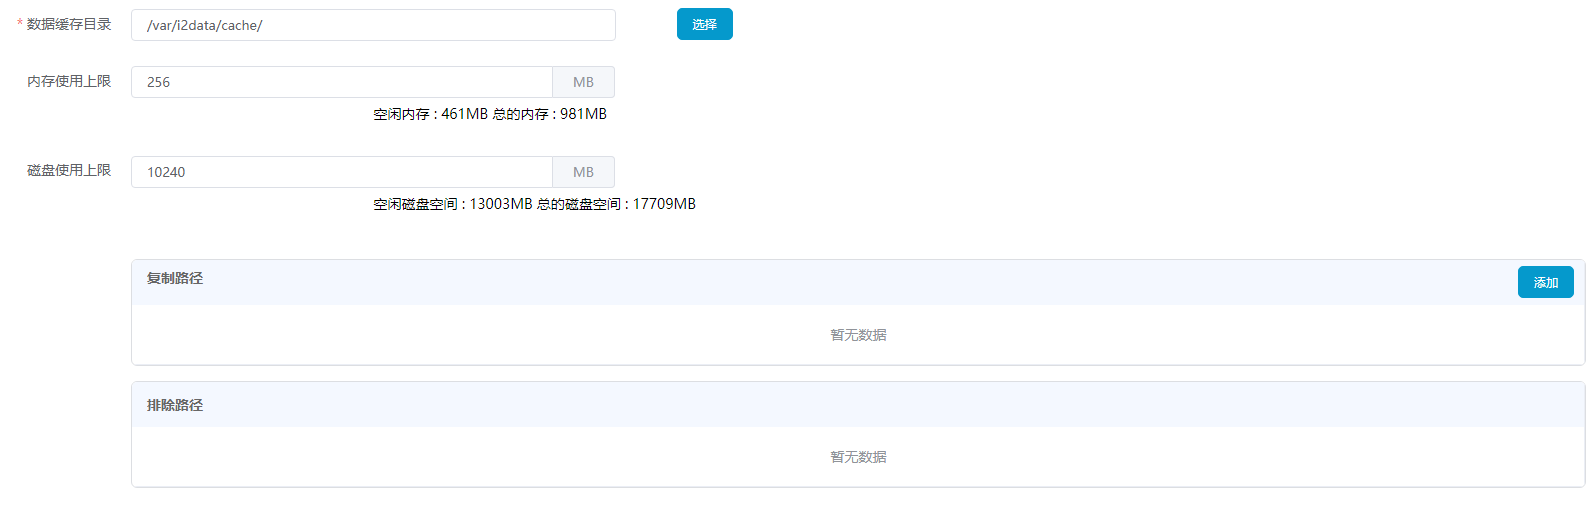 * 数据缓存目录 /var/i2data/cache/ 选择
内存使用上限 256 MB
空闲内存 : 461MB 总的内存 : 981MB
磁盘使用上限 10240 MB
空闲磁盘空间 : 13003MB 总的磁盘空间 : 17709MB
复制路径 添加
暂无数据
排除路径
暂无数据